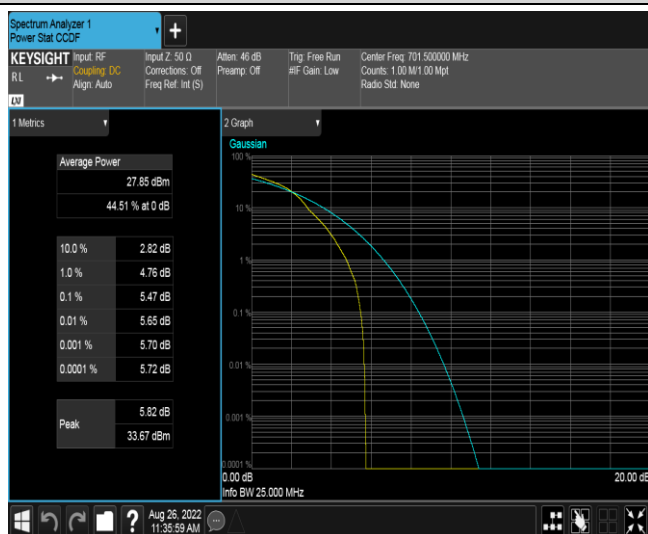 Spectrum Analyzer 1
Power Stat CCDF
+
KEYSIGHT
R L
LXI
Input: RF
Coupling: DC
Align: Auto
Input Z: 50 Ω
Corrections: Off
Freq Ref: Int (S)
Atten: 46 dB
Preamp: Off
Trig: Free Run
#IF Gain: Low
Center Freq: 701.500000 MHz
Counts: 1.00 M/1.00 Mpt
Radio Std: None
1 Metrics
Average Power
27.85 dBm
44.51 % at 0 dB
10.0 % 2.82 dB
1.0 % 4.76 dB
0.1 % 5.47 dB
0.01 % 5.65 dB
0.001 % 5.70 dB
0.0001 % 5.72 dB
Peak
5.82 dB
33.67 dBm
2 Graph
Gaussian
100 %
10 %
1 %
0.1 %
0.01 %
0.001 %
0.0001 %
0.00 dB 20.00 dB
Info BW 25.000 MHz
?
Aug 26, 2022
11:35:59 AM